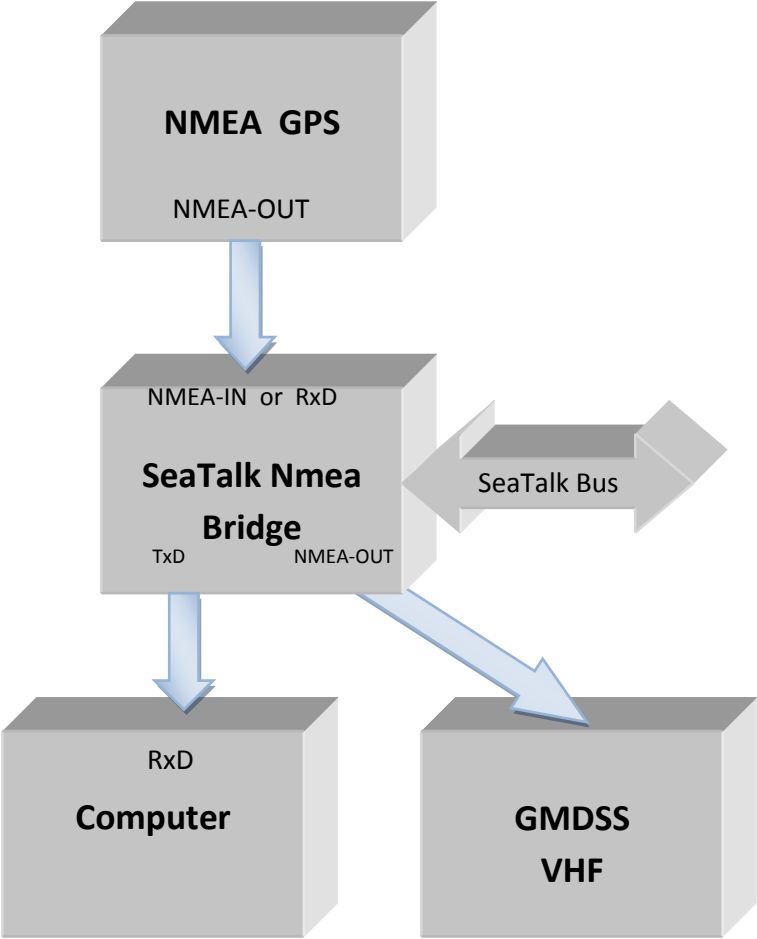 NMEA GPS
NMEA-OUT
NMEA-IN or RxD
SeaTalk Nmea
Bridge
SeaTalk Bus
TxD
NMEA-OUT
RxD
Computer
GMDSS
VHF